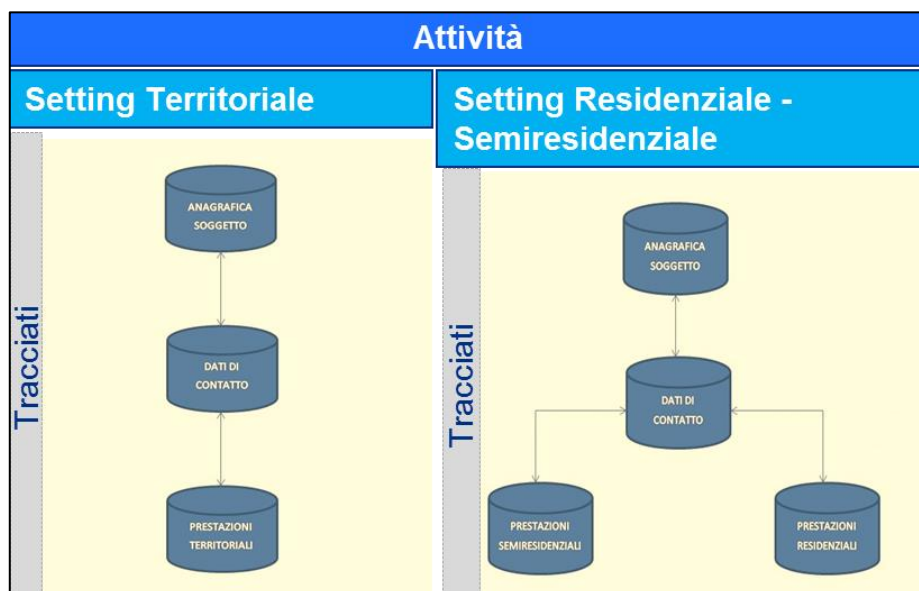 Attività
Setting Territoriale
Tracciati
ANAGRAFICA
SOGGETTO
DATI DI
CONTATTO
PRESTAZIONI
TERRITORIALI
Setting Residenziale -
Semiresidenziale
Tracciati
ANAGRAFICA
SOGGETTO
DATI DI
CONTATTO
PRESTAZIONI
SEMIRESIDENZIALI
PRESTAZIONI
RESIDENZIALI